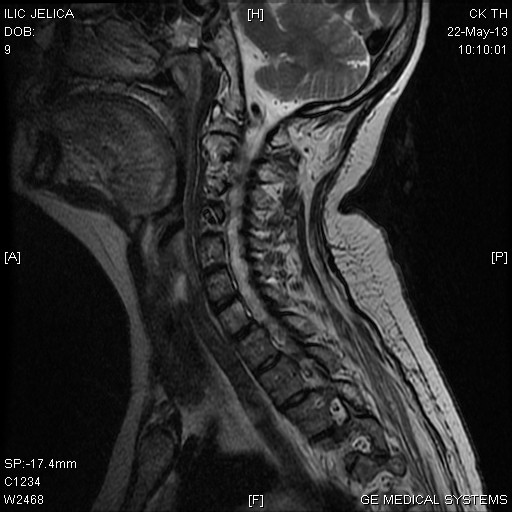 ILIC JELICA
DOB:
9
[H]
CK TH
22-May-13
10:10:01
[A]
[P]
SP:-17.4mm
C1234
W2468
[F]
GE MEDICAL SYSTEMS